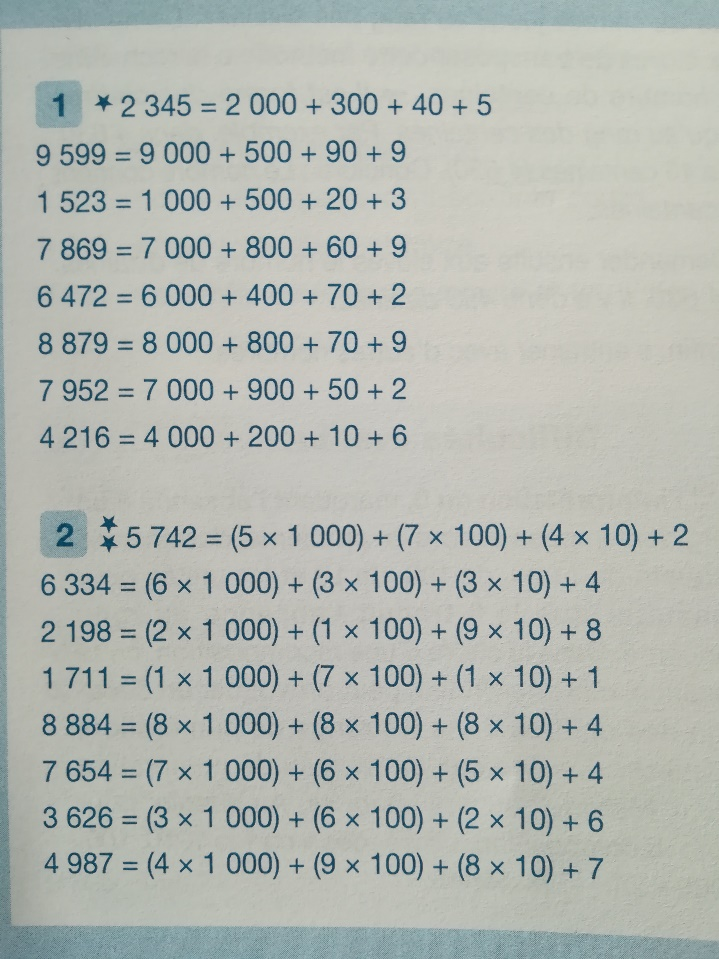 1 ★ 2 345 = 2 000 + 300 + 40 + 5
9 599 = 9 000 + 500 + 90 + 9
1 523 = 1 000 + 500 + 20 + 3
7 869 = 7 000 + 800 + 60 + 9
6 472 = 6 000 + 400 + 70 + 2
8 879 = 8 000 + 800 + 70 + 9
7 952 = 7 000 + 900 + 50 + 2
4 216 = 4 000 + 200 + 10 + 6
2 ★★ 5 742 = (5 × 1 000) + (7 × 100) + (4 × 10) + 2
6 334 = (6 × 1 000) + (3 × 100) + (3 × 10) + 4
2 198 = (2 × 1 000) + (1 × 100) + (9 × 10) + 8
1 711 = (1 × 1 000) + (7 × 100) + (1 × 10) + 1
8 884 = (8 × 1 000) + (8 × 100) + (8 × 10) + 4
7 654 = (7 × 1 000) + (6 × 100) + (5 × 10) + 4
3 626 = (3 × 1 000) + (6 × 100) + (2 × 10) + 6
4 987 = (4 × 1 000) + (9 × 100) + (8 × 10) + 7